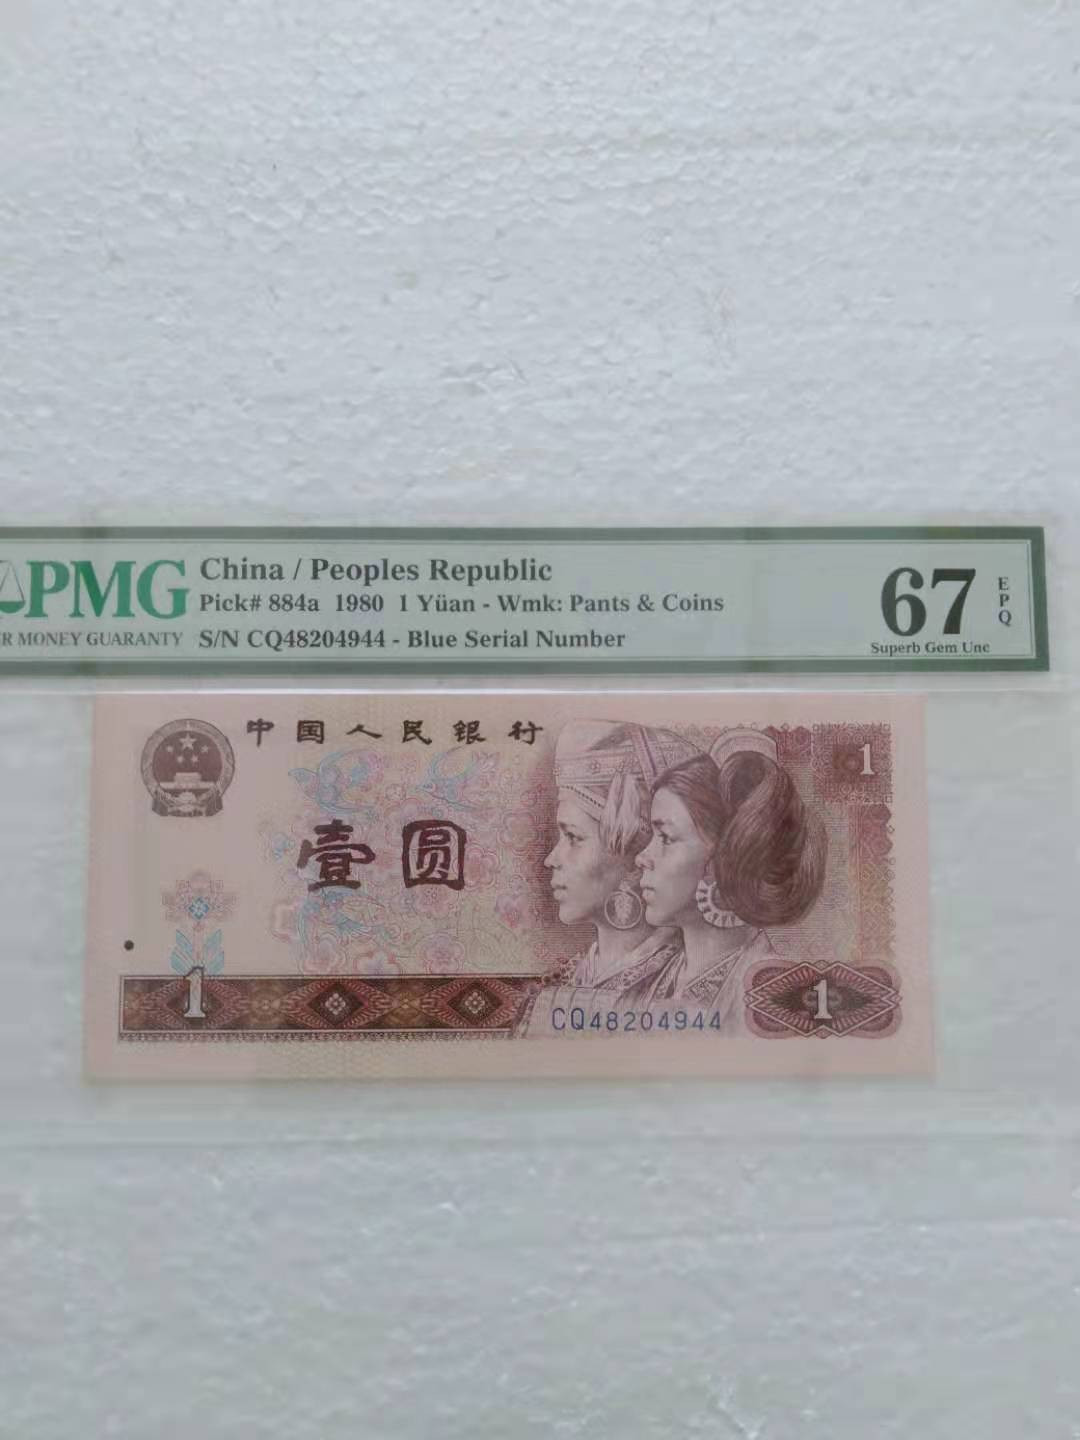 PMG
R MONEY GUARANTY
China / Peoples Republic
Pick# 884a 1980 1 Yüan - Wmk: Pants & Coins
S/N CQ48204944 - Blue Serial Number
67
EPQ
Superb Gem Unc
中国人民银行
1
壹圆
1
CQ48204944
1